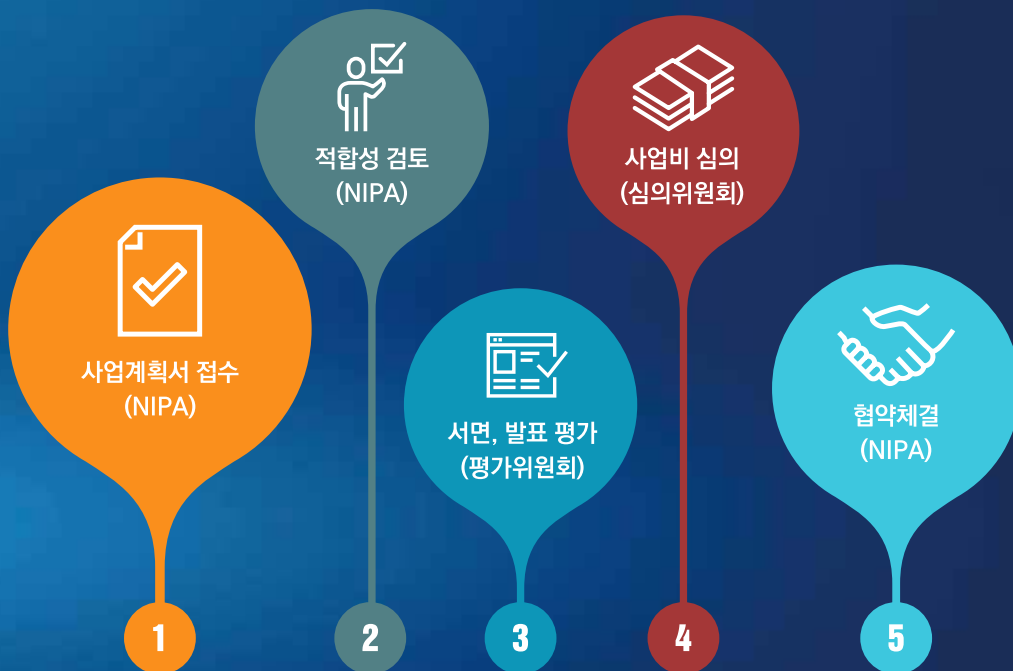 사업계획서 접수
(NIPA)
1
적합성 검토
(NIPA)
2
서면, 발표 평가
(평가위원회)
3
사업비 심의
(심의위원회)
4
협약체결
(NIPA)
5